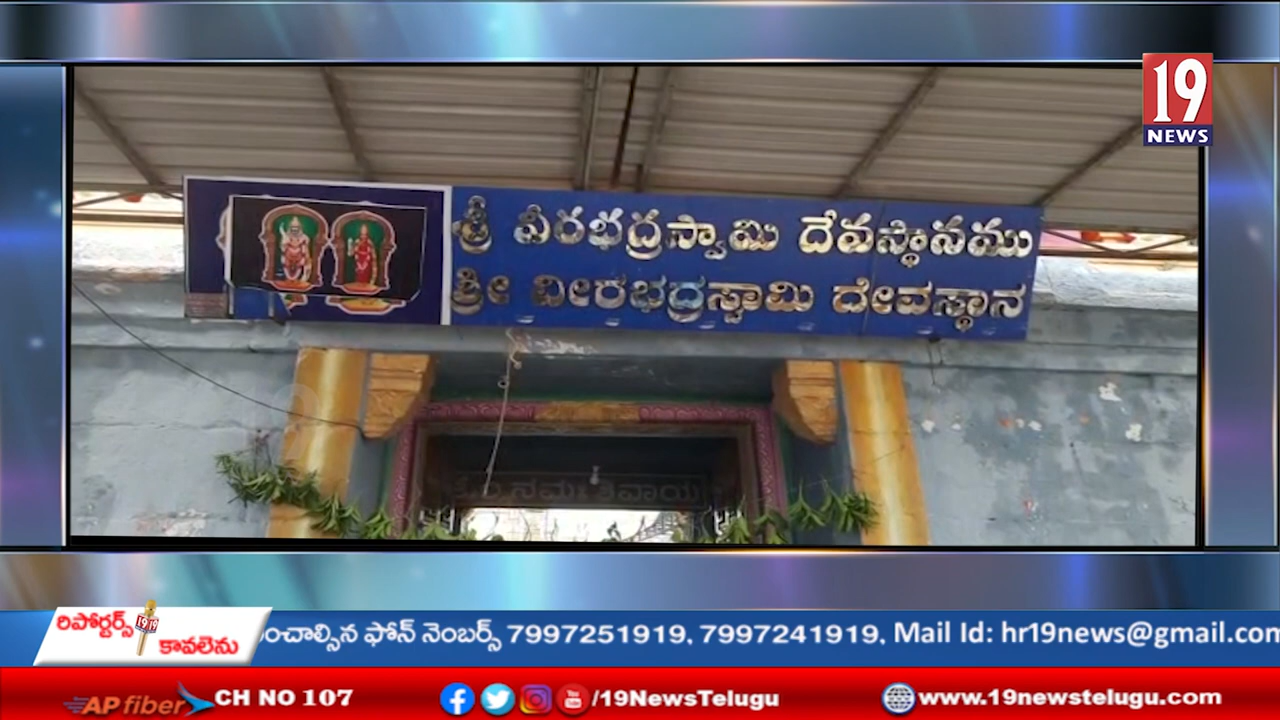 19
NEWS
శ్రీ వీరభద్రస్వామి దేవస్థానము
ಶ್ರೀ ವೀರಭದ್ರಸ್ವಾಮಿ ದೇವಸ್ಥಾನ
నమః శివాయ
రిపోర్టర్స్
కావలెను
ంచాల్సిన ఫోన్ నెంబర్స్ 7997251919, 7997241919, Mail Id: hr19news@gmail.com
AP fiber CH NO 107 /19NewsTelugu www.19newstelugu.com